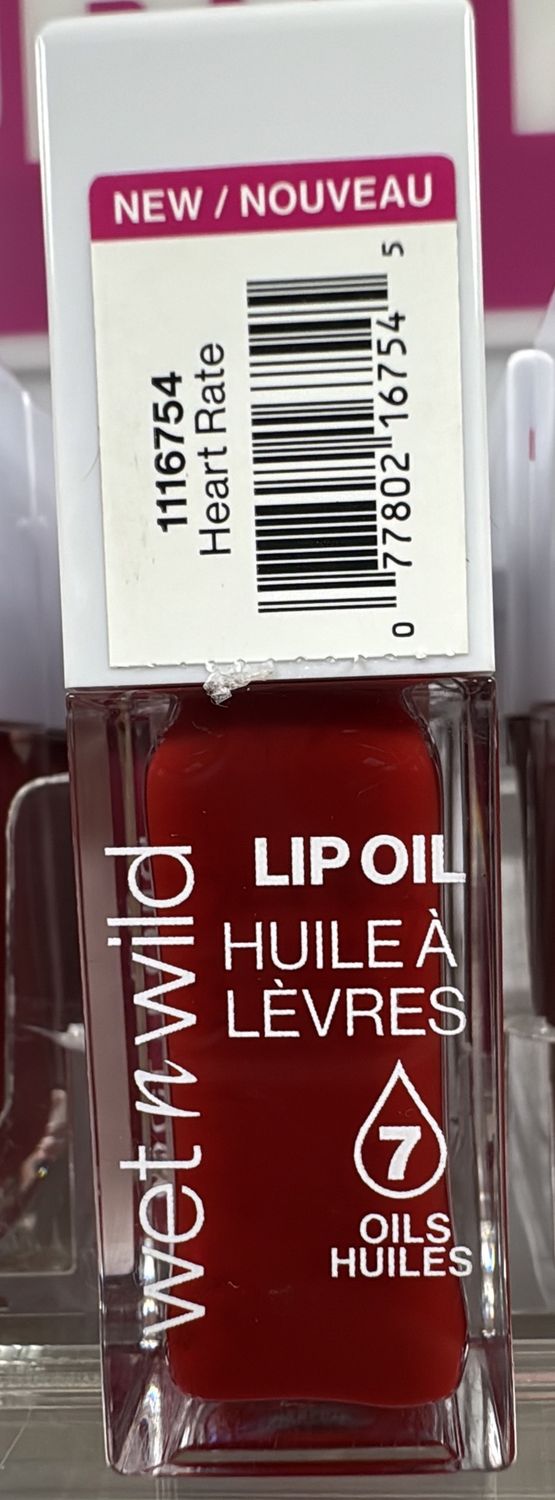 NEW / NOUVEAU
1116754
Heart Rate
0 77802 16754 5
wet n wild
LIP OIL
HUILE À
LÈVRES
7
OILS
HUILES